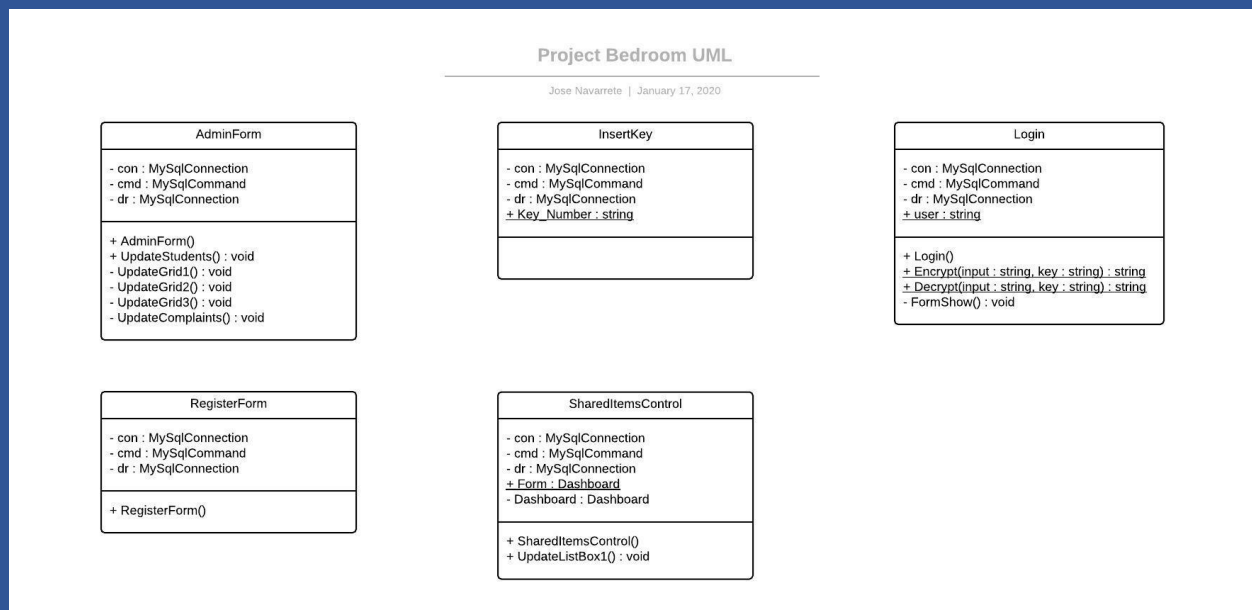 Project Bedroom UML
Jose Navarrete | January 17, 2020
AdminForm
- con : MySqlConnection
- cmd : MySqlCommand
- dr : MySqlConnection
+ AdminForm()
+ UpdateStudents() : void
- UpdateGrid1() : void
- UpdateGrid2() : void
- UpdateGrid3() : void
- UpdateComplaints() : void
InsertKey
- con : MySqlConnection
- cmd : MySqlCommand
- dr : MySqlConnection
+ Key_Number : string
Login
- con : MySqlConnection
- cmd : MySqlCommand
- dr : MySqlConnection
+ user : string
+ Login()
+ Encrypt(input : string, key : string) : string
+ Decrypt(input : string, key : string) : string
- FormShow() : void
RegisterForm
- con : MySqlConnection
- cmd : MySqlCommand
- dr : MySqlConnection
+ RegisterForm()
SharedItemsControl
- con : MySqlConnection
- cmd : MySqlCommand
- dr : MySqlConnection
+ Form : Dashboard
- Dashboard : Dashboard
+ SharedItemsControl()
+ UpdateListBox1() : void